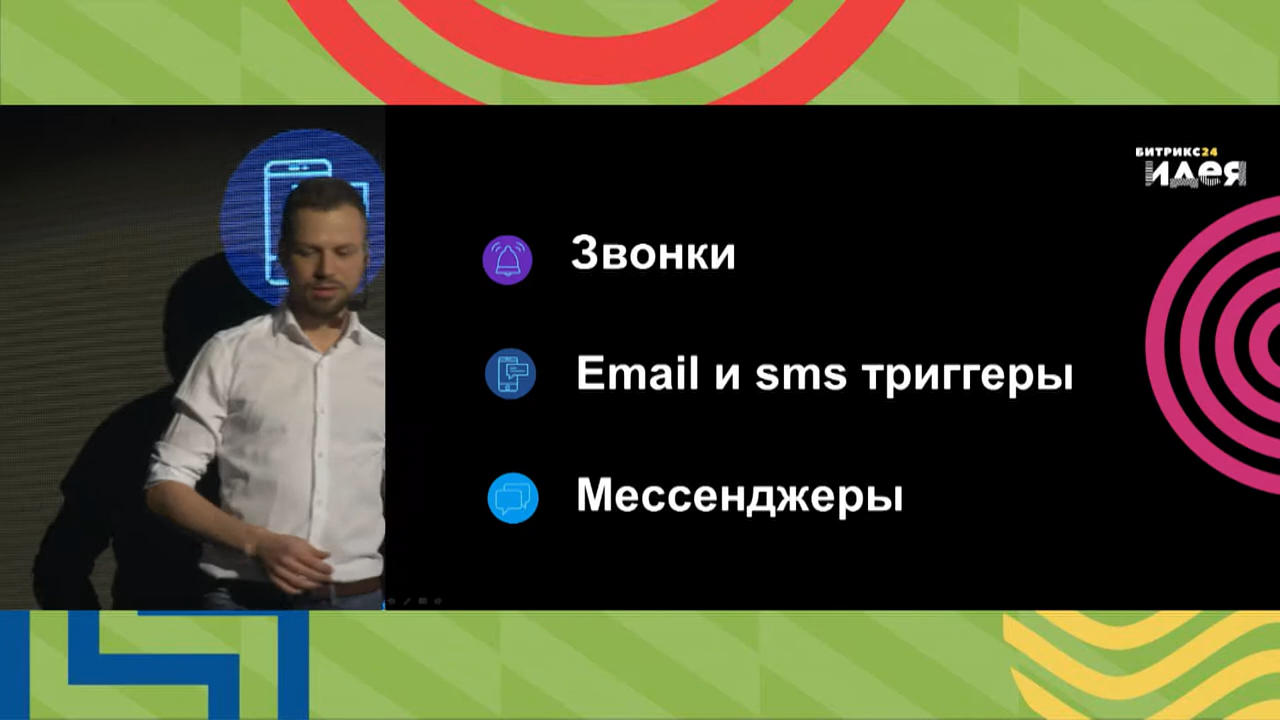 БИТРИКС24
идея
Звонки
Email и sms триггеры
Мессенджеры